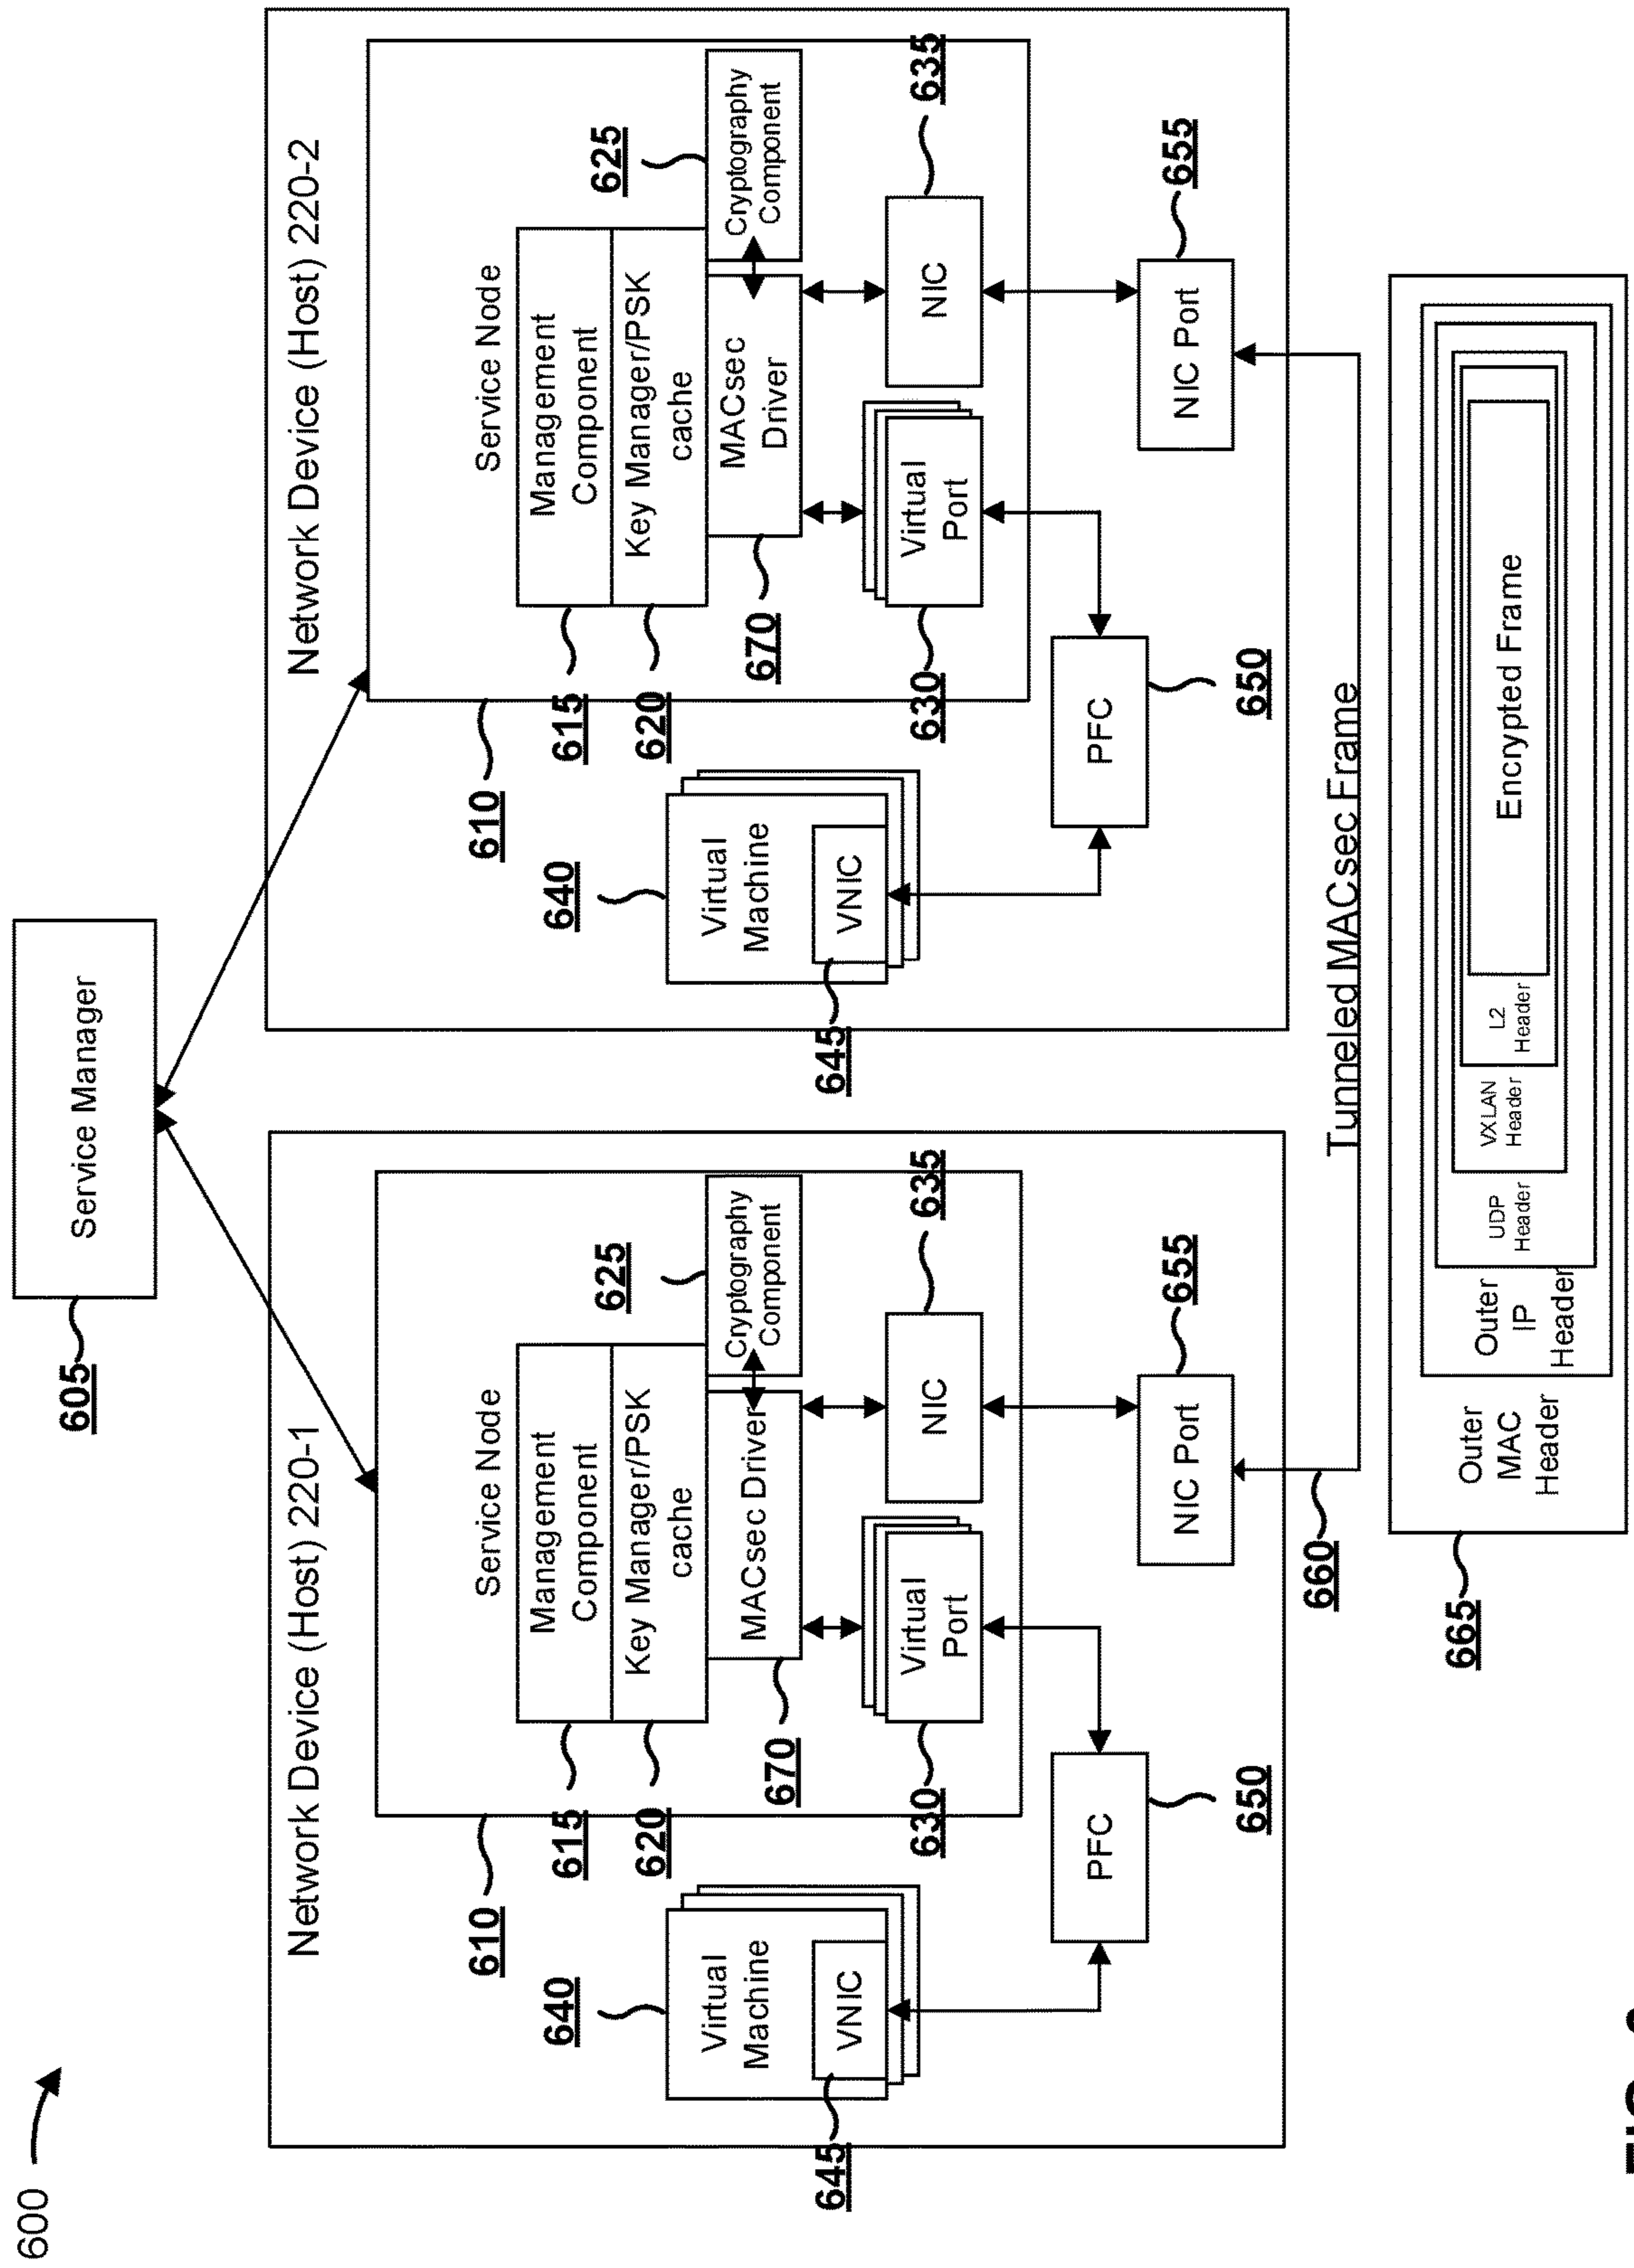 600
605
Service Manager
Network Device (Host) 220-1
610
Service Node
615
Management
Component
620
Key Manager/PSK
cache
625
Cryptography
Component
670
MACsec Driver
630
Virtual
Port
635
NIC
640
Virtual
Machine
645
VNIC
650
PFC
655
NIC Port
660
Network Device (Host) 220-2
610
Service Node
615
Management
Component
620
Key Manager/PSK
cache
625
Cryptography
Component
670
MACsec
Driver
630
Virtual
Port
635
NIC
640
Virtual
Machine
645
VNIC
650
PFC
655
NIC Port
Tunneled MACsec Frame
665
Outer
MAC
Header
Outer
IP
Header
UDP
Header
VXLAN
Header
L2
Header
Encrypted Frame